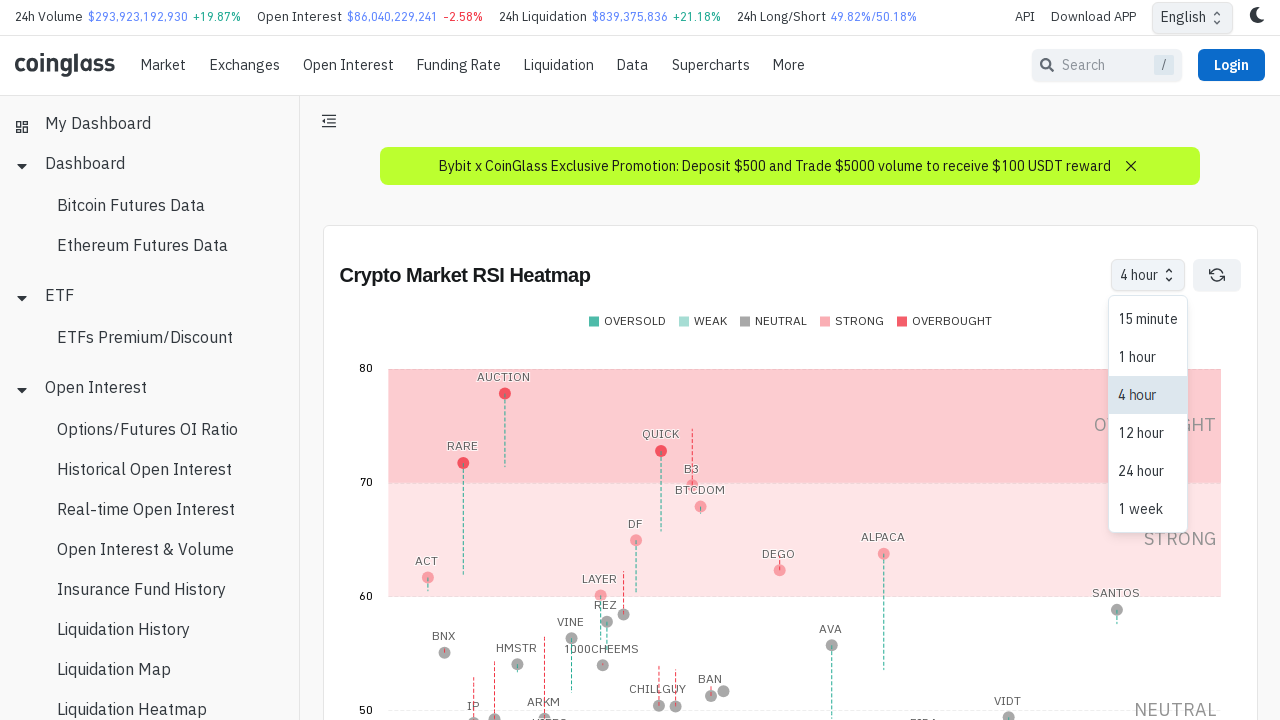 24h Volume $293,923,192,930 +19.87% Open Interest $86,040,229,241 -2.58% 24h Liquidation $839,375,836 +21.18% 24h Long/Short 49.82%/50.18% API Download APP English
coinglass Market Exchanges Open Interest Funding Rate Liquidation Data Supercharts More Search / Login
My Dashboard
Dashboard
Bitcoin Futures Data
Ethereum Futures Data
ETF
ETFs Premium/Discount
Open Interest
Options/Futures OI Ratio
Historical Open Interest
Real-time Open Interest
Open Interest & Volume
Insurance Fund History
Liquidation History
Liquidation Map
Liquidation Heatmap
Bybit x CoinGlass Exclusive Promotion: Deposit $500 and Trade $5000 volume to receive $100 USDT reward
Crypto Market RSI Heatmap
4 hour
15 minute
1 hour
4 hour
12 hour
24 hour
1 week
OVERSOLD WEAK NEUTRAL STRONG OVERBOUGHT
80
AUCTION
QUICK
RARE
B3
70
BTCDOM
DF
ALPACA
STRONG
DEGO
ACT
LAYER
60
SANTOS
REZ
VINE
AVA
BNX
HMSTR
1000CHEEMS
CHILLGUY
BAN
IP
ARKM
VIDT
50
NEUTRAL